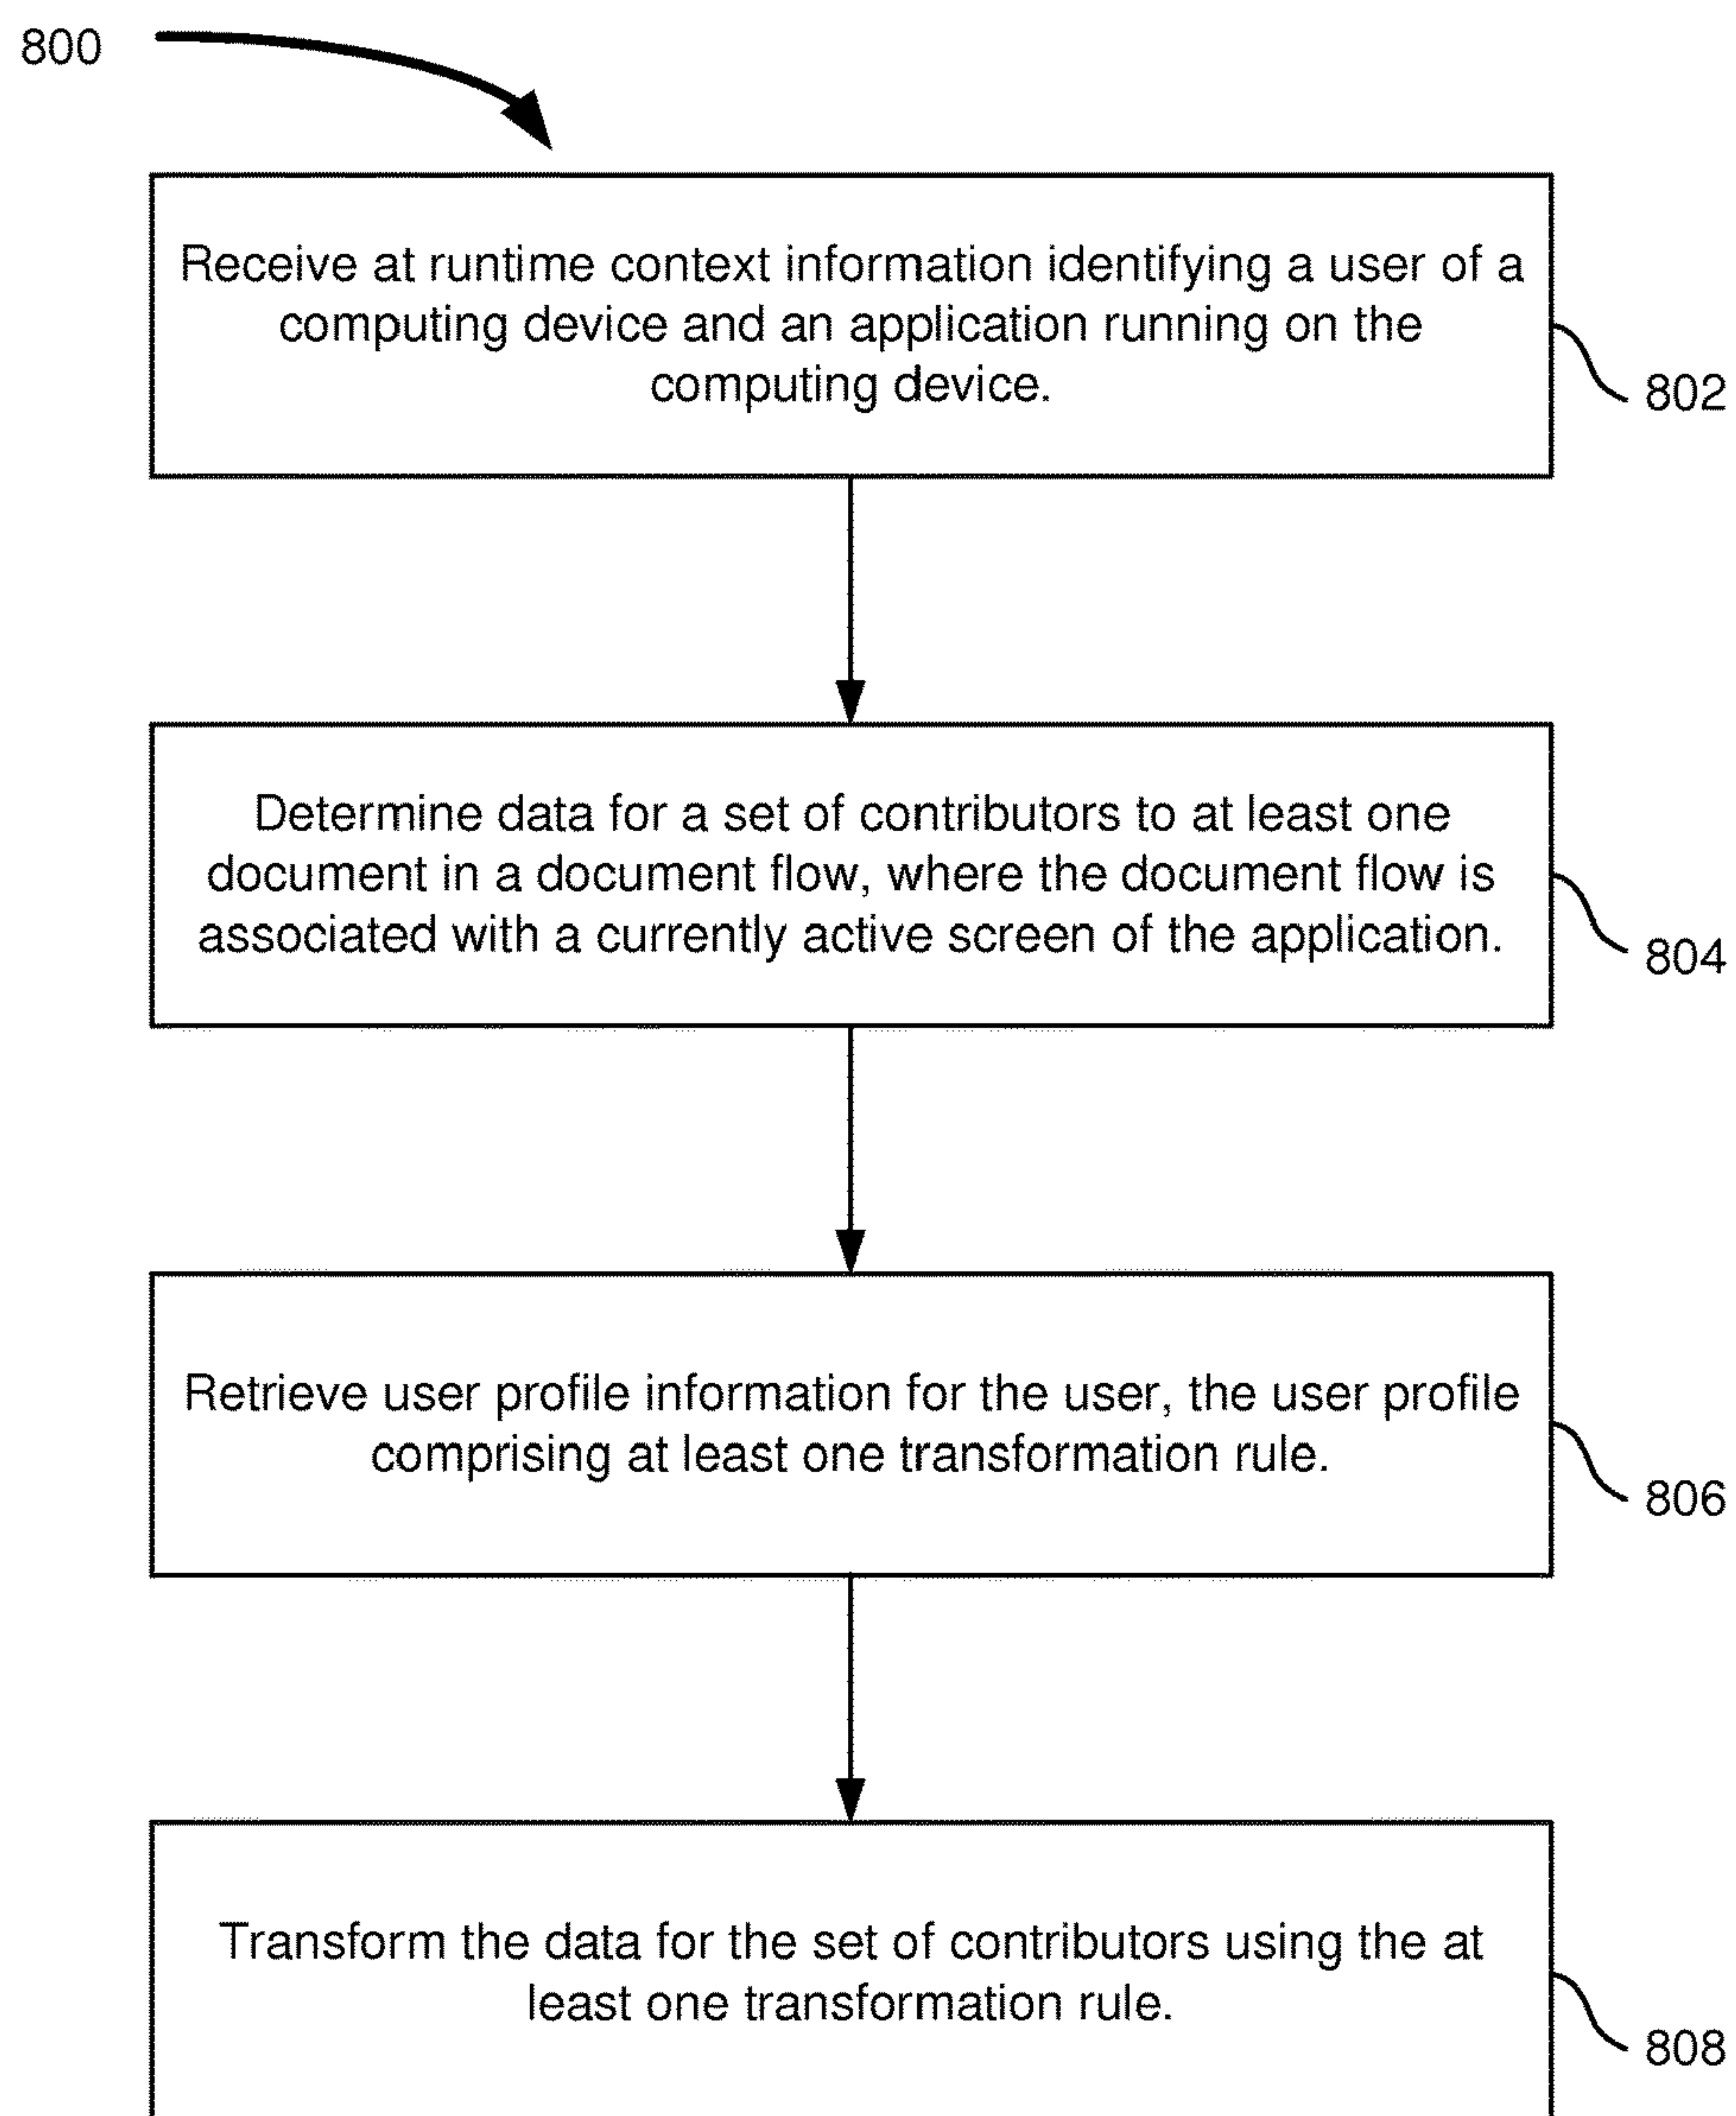 800
Receive at runtime context information identifying a user of a
computing device and an application running on the
computing device.
802
Determine data for a set of contributors to at least one
document in a document flow, where the document flow is
associated with a currently active screen of the application.
804
Retrieve user profile information for the user, the user profile
comprising at least one transformation rule.
806
Transform the data for the set of contributors using the at
least one transformation rule.
808